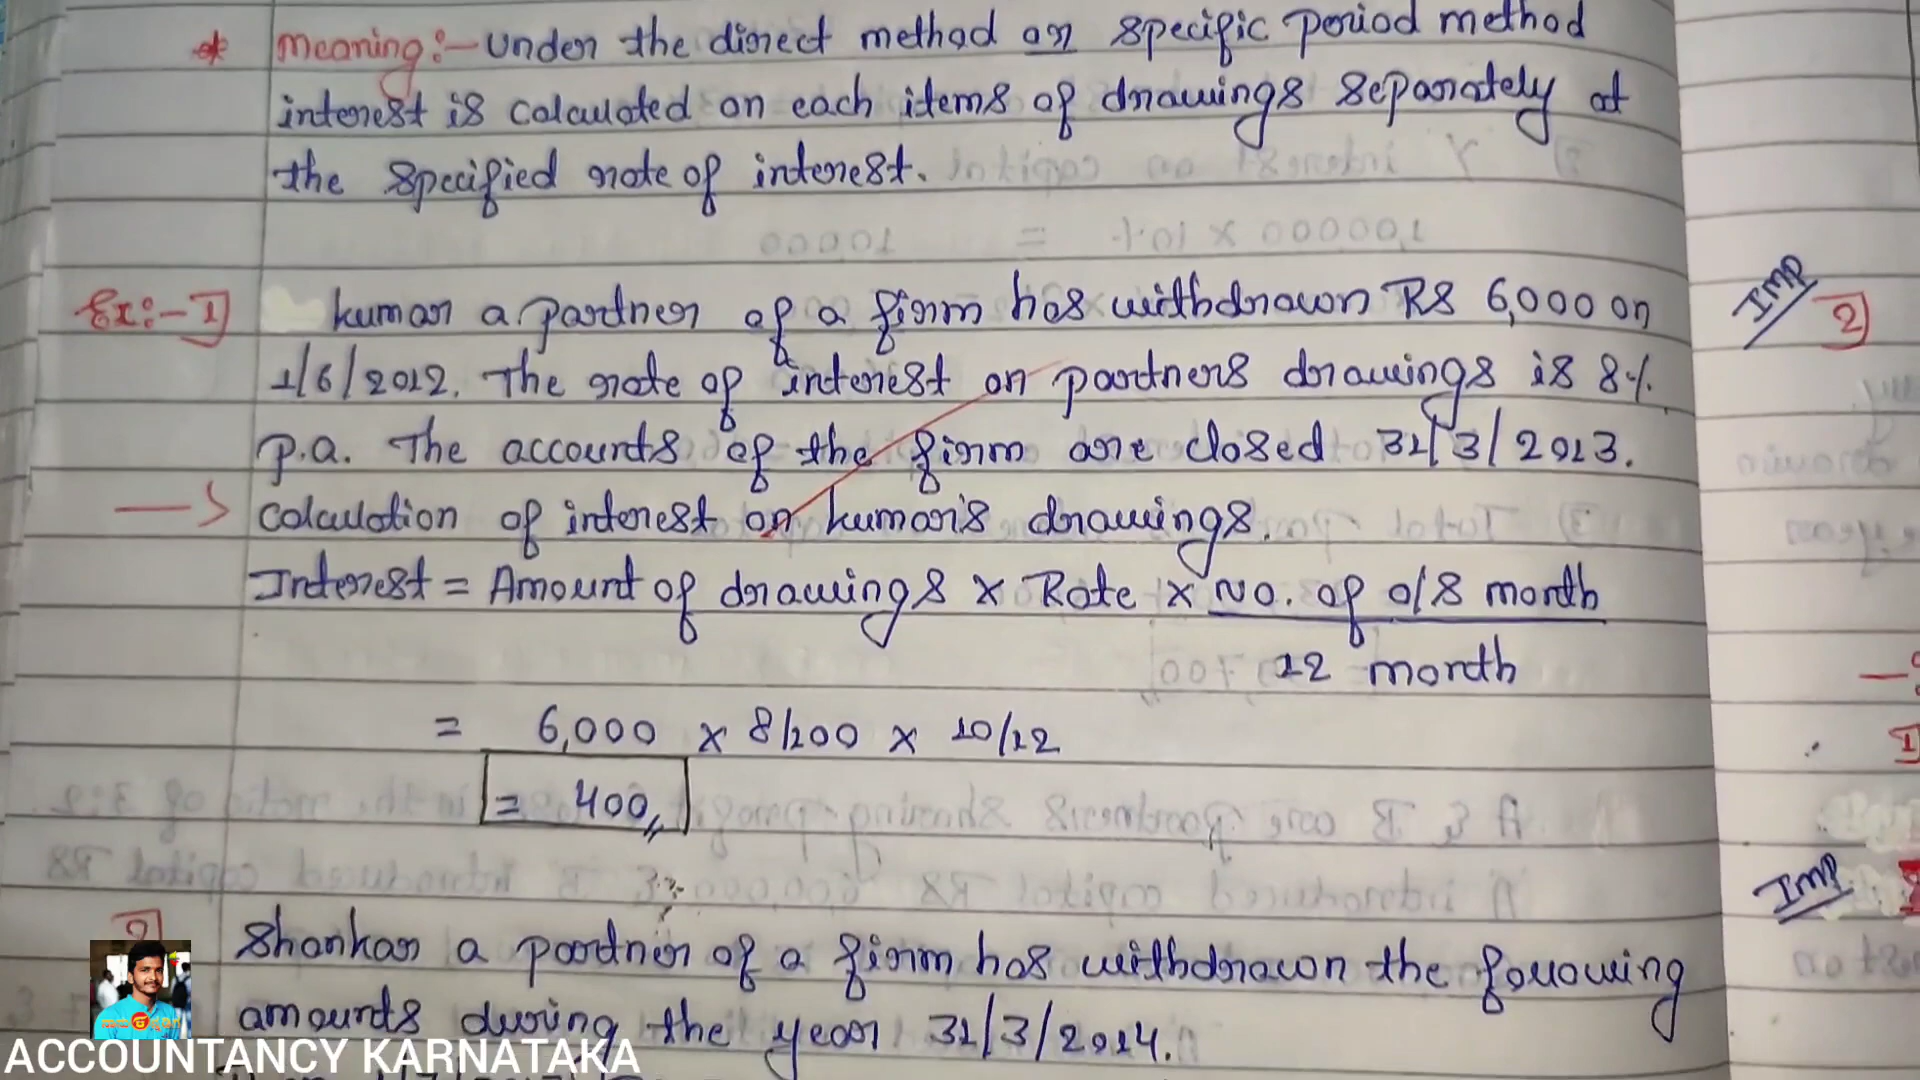 * Meaning:- Under the direct method or specific period method
interest is calculated on each items of drawings separately at
the specified rate of interest.
Ex:- 1 Kumar a partner of a firm has withdrawn RS 6,000 on
1/6/2012. The rate of interest on partners drawings is 8%
p.a. The accounts of the firm are closed 31/3/2013.
→ calculation of interest on kumar's drawings.
Interest = Amount of drawings x Rate x No. of o/s month
12 month
= 6,000 x 8/100 x 10/12
= 400
2 Shankar a partner of a firm has withdrawn the following
amounts during the year 31/3/2014.
IMP 2
IMP
ACCOUNTANCY KARNATAKA